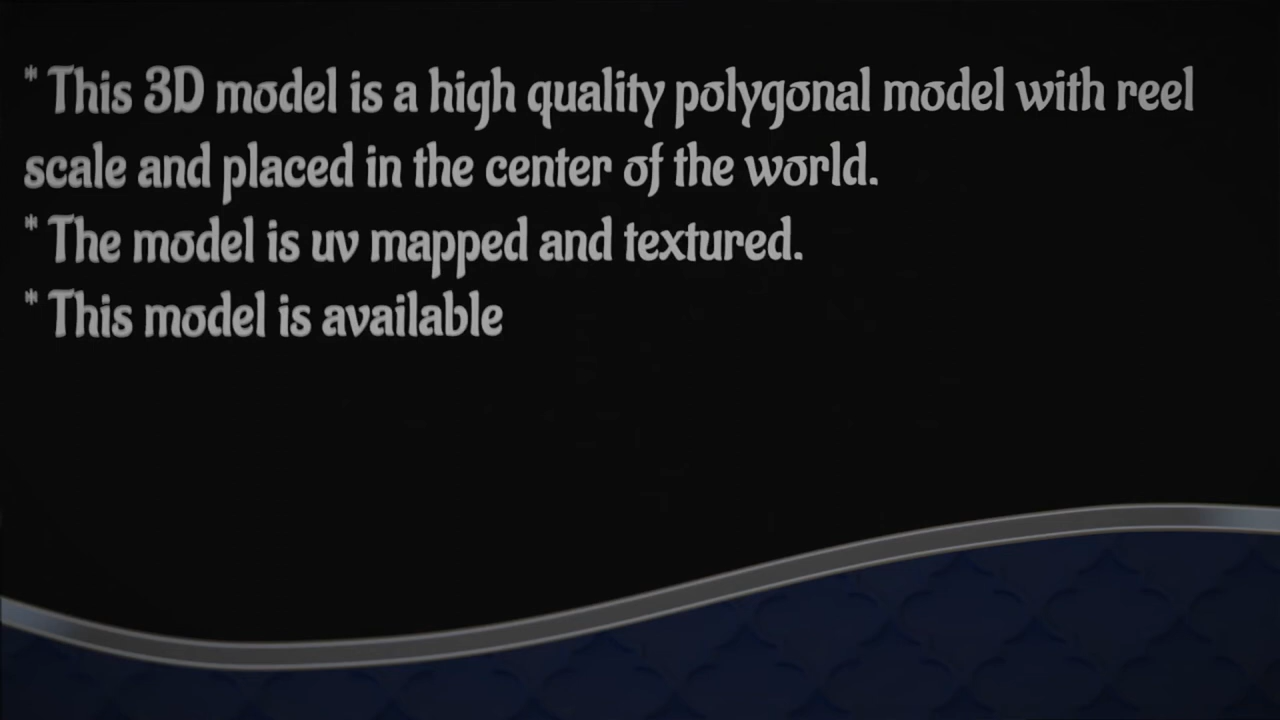 * This 3D model is a high quality polygonal model with reel
scale and placed in the center of the world.
* The model is uv mapped and textured.
* This model is available